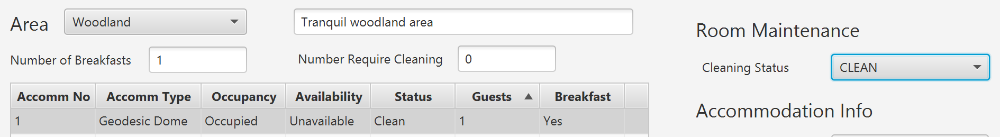 Area Woodland Tranquil woodland area
Room Maintenance
Number of Breakfasts 1 Number Require Cleaning 0
Cleaning Status CLEAN
Accomm No Accomm Type Occupancy Availability Status Guests Breakfast
1 Geodesic Dome Occupied Unavailable Clean 1 Yes
Accommodation Info